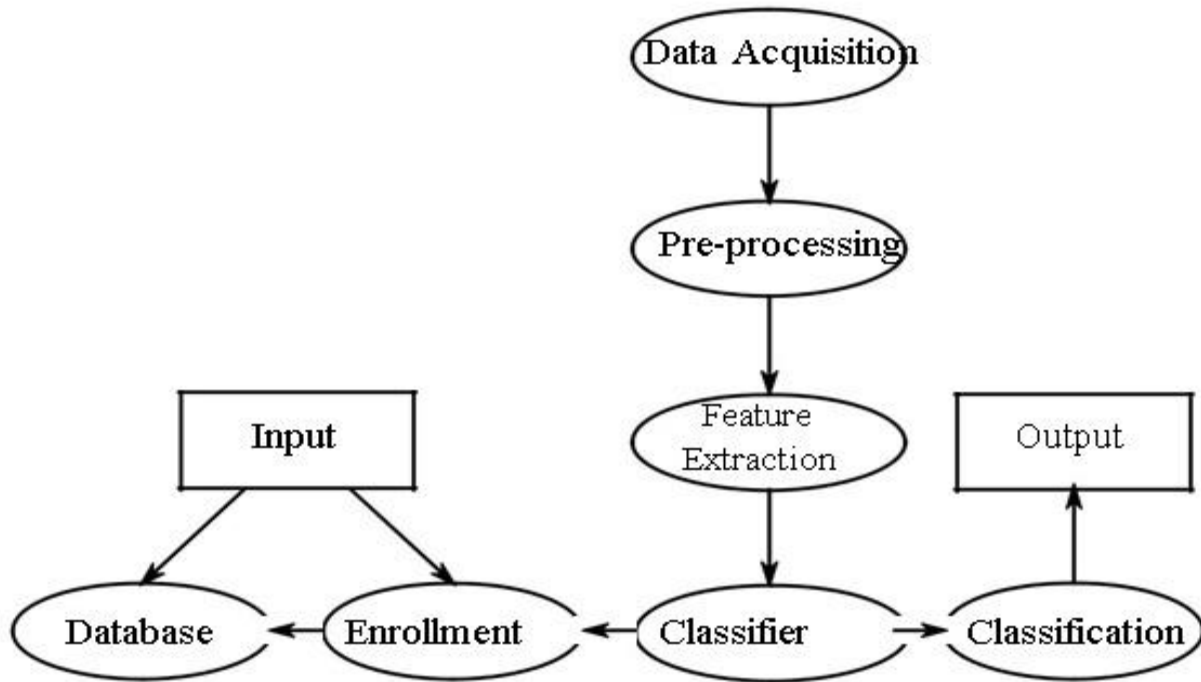 Data Acquisition
Pre-processing
Input
Feature
Extraction
Output
Database
Enrollment
Classifier
Classification